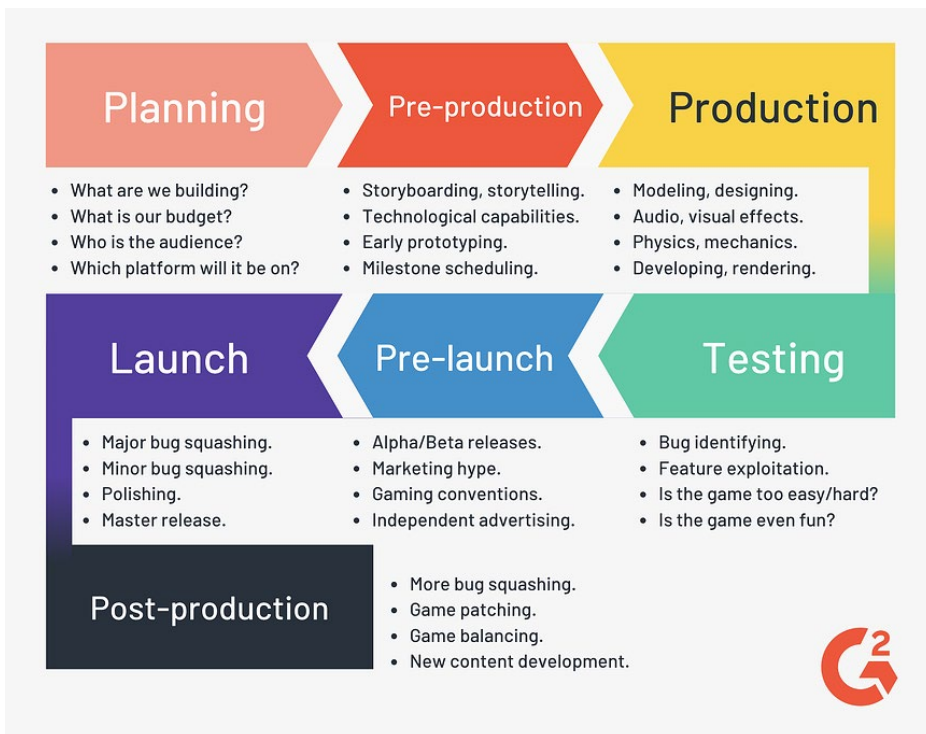 Planning
Pre-production
Production
• What are we building?
• What is our budget?
• Who is the audience?
• Which platform will it be on?
• Storyboarding, storytelling.
• Technological capabilities.
• Early prototyping.
• Milestone scheduling.
• Modeling, designing.
• Audio, visual effects.
• Physics, mechanics.
• Developing, rendering.
Testing
Pre-launch
Launch
• Bug identifying.
• Feature exploitation.
• Is the game too easy/hard?
• Is the game even fun?
• Alpha/Beta releases.
• Marketing hype.
• Gaming conventions.
• Independent advertising.
• Major bug squashing.
• Minor bug squashing.
• Polishing.
• Master release.
Post-production
• More bug squashing.
• Game patching.
• Game balancing.
• New content development.
G2